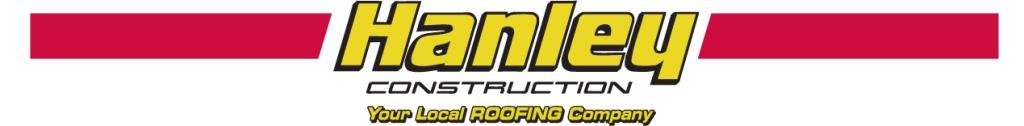 Hanley
CONSTRUCTION
Your Local ROOFING Company